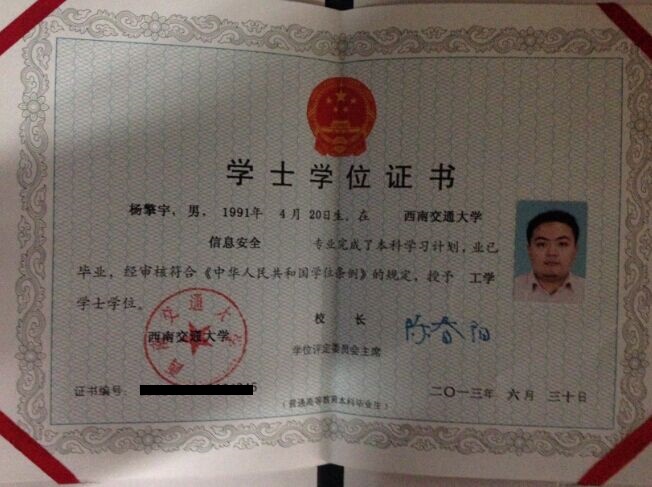 学士学位证书
杨擎宇，男，1991年 4月 20日生。在 西南交通大学
信息安全 专业完成了本科学习计划，业已
毕业，经审核符合《中华人民共和国学位条例》的规定，授予 工学
学士学位。
西南交通大学
西南交通大学
校 长
陈春阳
学位评定委员会主席
证书编号：
二〇一三年 六月 三十日
（普通高等教育本科毕业生）